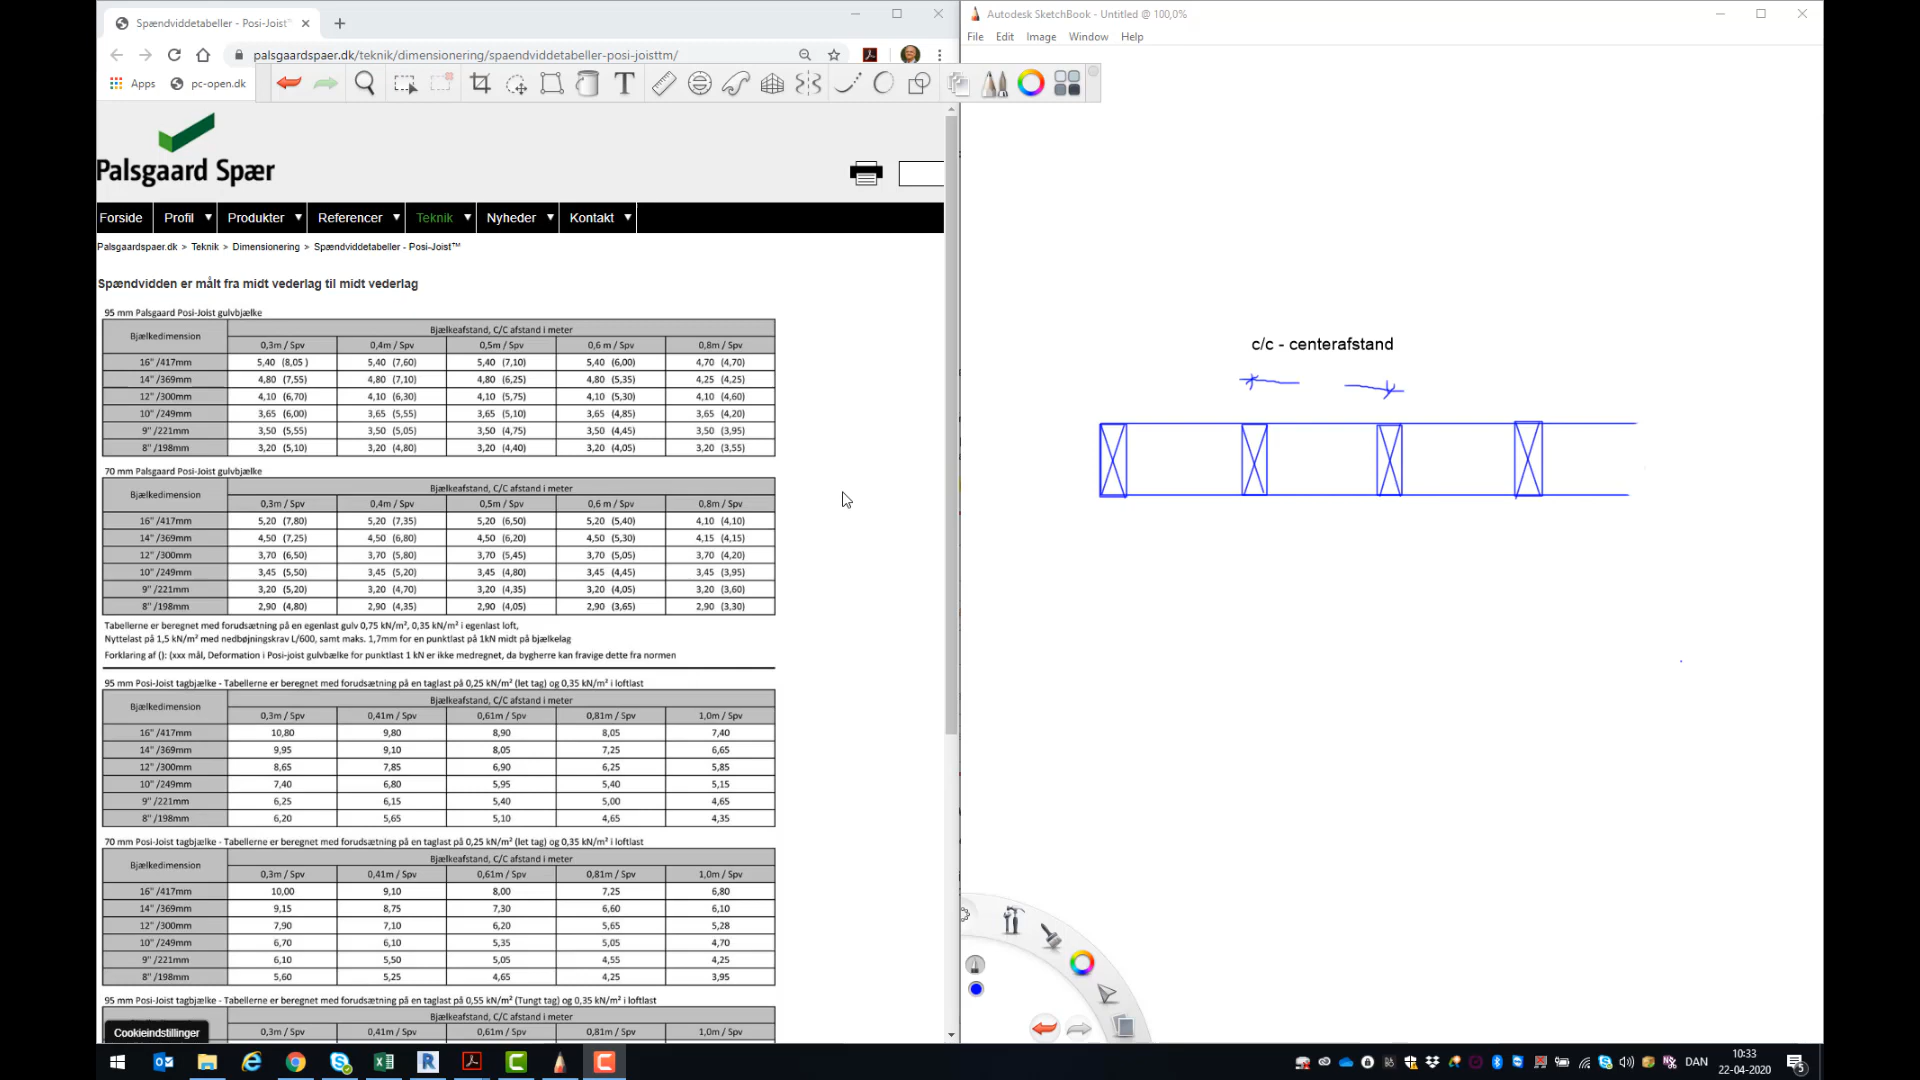 Spændviddetabeller - Posi-Joist™
Autodesk SketchBook - Untitled @ 100,0%
palsgaardspaer.dk/teknik/dimensionering/spaendviddetabeller-posi-joisttm/
File Edit Image Window Help
Apps pc-open.dk
Palsgaard Spær
Forside Profil Produkter Referencer Teknik Nyheder Kontakt
Palsgaardspaer.dk > Teknik > Dimensionering > Spændviddetabeller - Posi-Joist™
Spændvidden er målt fra midt vederlag til midt vederlag
95 mm Palsgaard Posi-Joist gulvbjælke
Bjælkedimension Bjælkeafstand, C/C afstand i meter
0,3m / Spv 0,4m / Spv 0,5m / Spv 0,6 m / Spv 0,8m / Spv
16" /417mm 5,40 (8,05 ) 5,40 (7,60) 5,40 (7,10) 5,40 (6,00) 4,70 (4,70)
14" /369mm 4,80 (7,55) 4,80 (7,10) 4,80 (6,25) 4,80 (5,35) 4,25 (4,25)
12" /300mm 4,10 (6,70) 4,10 (6,30) 4,10 (5,75) 4,10 (5,30) 4,10 (4,60)
10" /249mm 3,65 (6,00) 3,65 (5,55) 3,65 (5,10) 3,65 (4,85) 3,65 (4,20)
9" /221mm 3,50 (5,55) 3,50 (5,05) 3,50 (4,75) 3,50 (4,45) 3,50 (3,95)
8" /198mm 3,20 (5,10) 3,20 (4,80) 3,20 (4,40) 3,20 (4,05) 3,20 (3,55)
70 mm Palsgaard Posi-Joist gulvbjælke
Bjælkedimension Bjælkeafstand, C/C afstand i meter
0,3m / Spv 0,4m / Spv 0,5m / Spv 0,6 m / Spv 0,8m / Spv
16" /417mm 5,20 (7,80) 5,20 (7,35) 5,20 (6,50) 5,20 (5,40) 4,10 (4,10)
14" /369mm 4,50 (7,25) 4,50 (6,80) 4,50 (6,20) 4,50 (5,30) 4,15 (4,15)
12" /300mm 3,70 (6,50) 3,70 (5,80) 3,70 (5,45) 3,70 (5,05) 3,70 (4,20)
10" /249mm 3,45 (5,50) 3,45 (5,20) 3,45 (4,80) 3,45 (4,45) 3,45 (3,95)
9" /221mm 3,20 (5,20) 3,20 (4,70) 3,20 (4,35) 3,20 (4,05) 3,20 (3,60)
8" /198mm 2,90 (4,80) 2,90 (4,35) 2,90 (4,05) 2,90 (3,65) 2,90 (3,30)
Tabellerne er beregnet med forudsætning på en egenlast gulv 0,75 kN/m², 0,35 kN/m² i egenlast loft,
Nyttelast på 1,5 kN/m² med nedbøjningskrav L/600, samt maks. 1,7mm for en punktlast på 1kN midt på bjælkelag
Forklaring af (): (xxx mål, Deformation i Posi-joist gulvbælke for punktlast 1 kN er ikke medregnet, da bygherre kan fravige dette fra normen
95 mm Posi-Joist tagbjælke - Tabellerne er beregnet med forudsætning på en taglast på 0,25 kN/m² (let tag) og 0,35 kN/m² i loftlast
Bjælkedimension Bjælkeafstand, C/C afstand i meter
0,3m / Spv 0,41m / Spv 0,61m / Spv 0,81m / Spv 1,0m / Spv
16" /417mm 10,80 9,80 8,90 8,05 7,40
14" /369mm 9,95 9,10 8,05 7,25 6,65
12" /300mm 8,65 7,85 6,90 6,25 5,85
10" /249mm 7,40 6,80 5,95 5,40 5,15
9" /221mm 6,25 6,15 5,40 5,00 4,65
8" /198mm 6,20 5,65 5,10 4,65 4,35
70 mm Posi-Joist tagbjælke - Tabellerne er beregnet med forudsætning på en taglast på 0,25 kN/m² (let tag) og 0,35 kN/m² i loftlast
Bjælkedimension Bjælkeafstand, C/C afstand i meter
0,3m / Spv 0,41m / Spv 0,61m / Spv 0,81m / Spv 1,0m / Spv
16" /417mm 10,00 9,10 8,00 7,25 6,80
14" /369mm 9,15 8,75 7,30 6,60 6,10
12" /300mm 7,90 7,10 6,20 5,65 5,28
10" /249mm 6,70 6,10 5,35 5,05 4,70
9" /221mm 6,10 5,50 5,05 4,55 4,25
8" /198mm 5,60 5,25 4,65 4,25 3,95
95 mm Posi-Joist tagbjælke - Tabellerne er beregnet med forudsætning på en taglast på 0,55 kN/m² (Tungt tag) og 0,35 kN/m² i loftlast
Bjælkeafstand, C/C afstand i meter
0,3m / Spv 0,41m / Spv 0,61m / Spv 0,81m / Spv 1,0m / Spv
Cookieindstillinger
c/c - centerafstand
DAN
10:33
22-04-2020
5